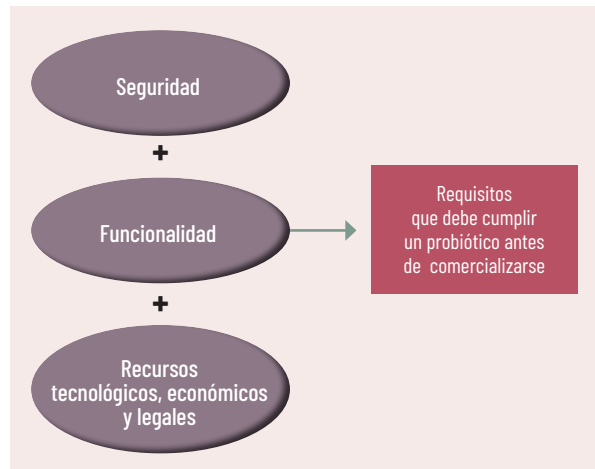 Seguridad
+
Funcionalidad
+
Recursos
tecnológicos, económicos
y legales
Requisitos
que debe cumplir
un probiótico antes
de comercializarse